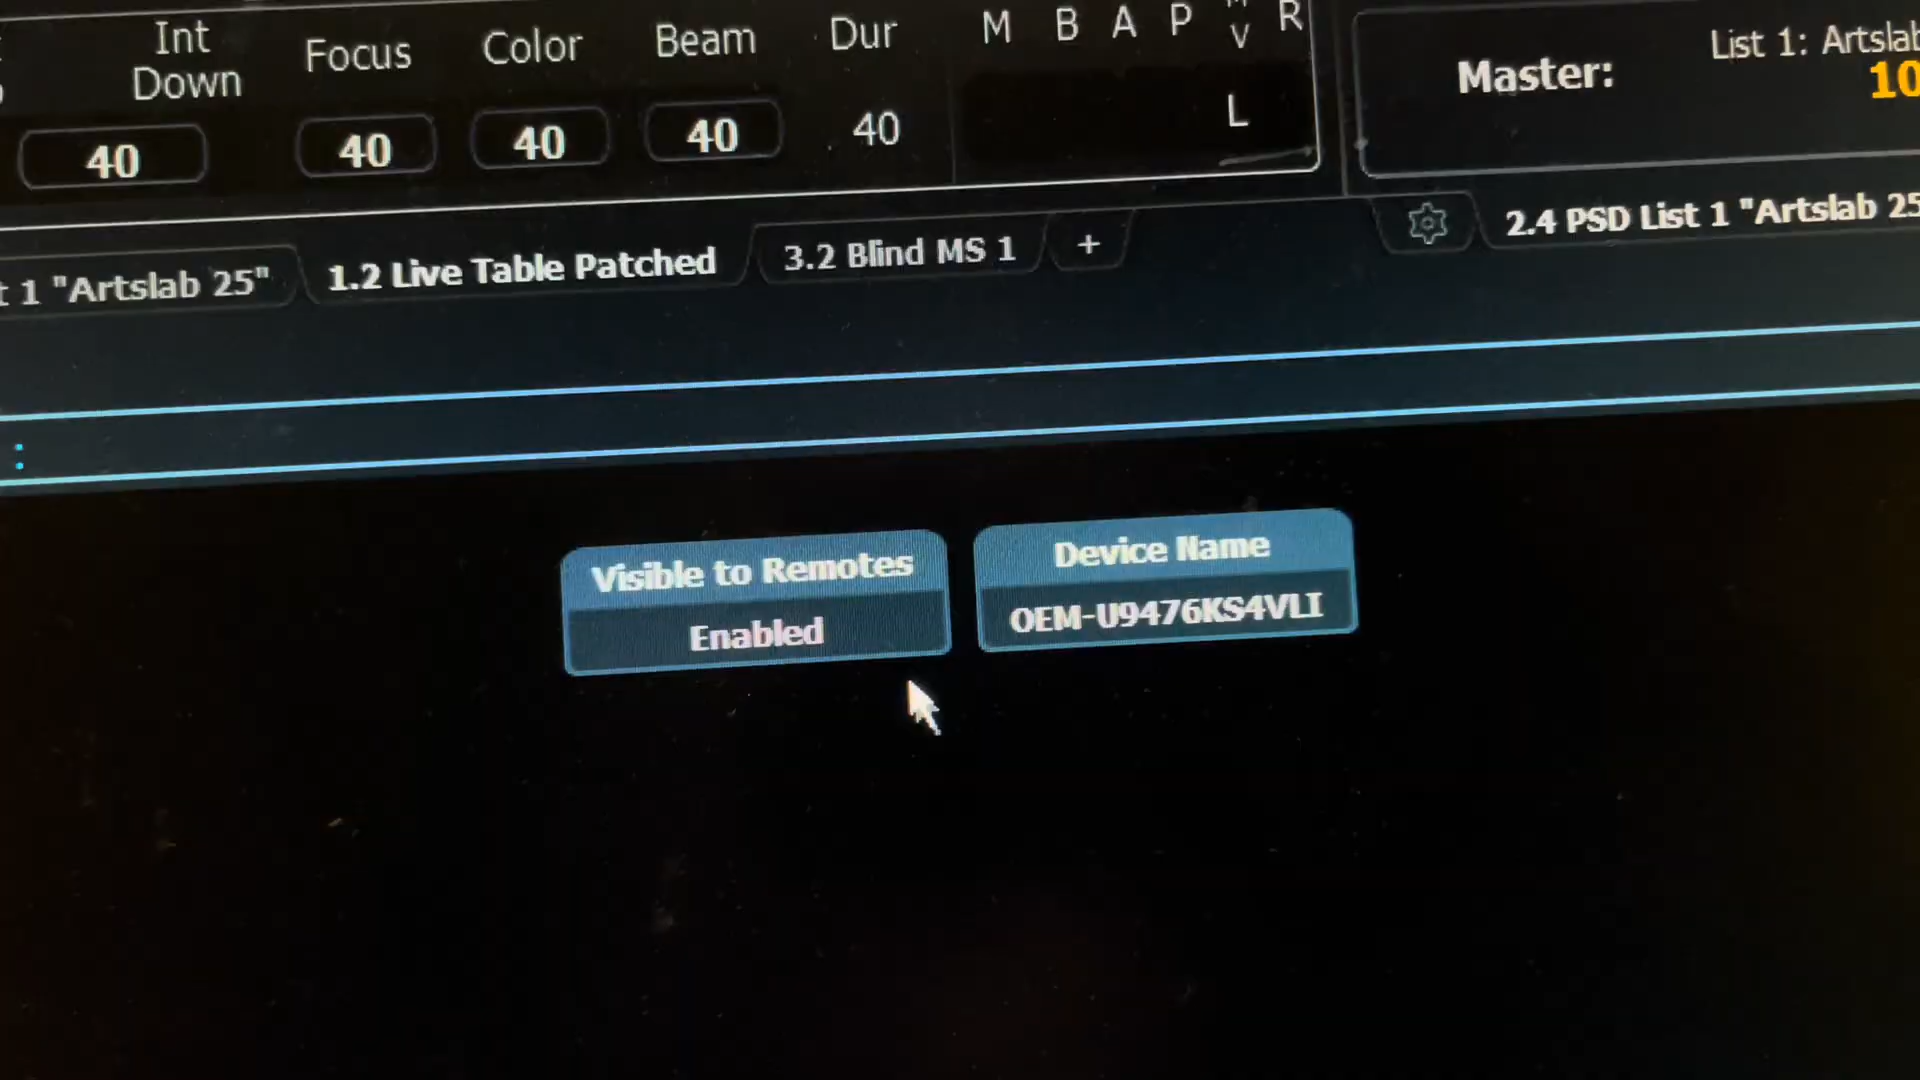 Int
Down
Focus
Color
Beam
Dur
M B A P
V
R
40
40
40
40
40
L
Master:
List 1: Artslab
10
t 1 "Artslab 25"
1.2 Live Table Patched
3.2 Blind MS 1
+
2.4 PSD List 1 "Artslab 25
:
Visible to Remotes
Enabled
Device Name
OEM-U9476KS4VLI